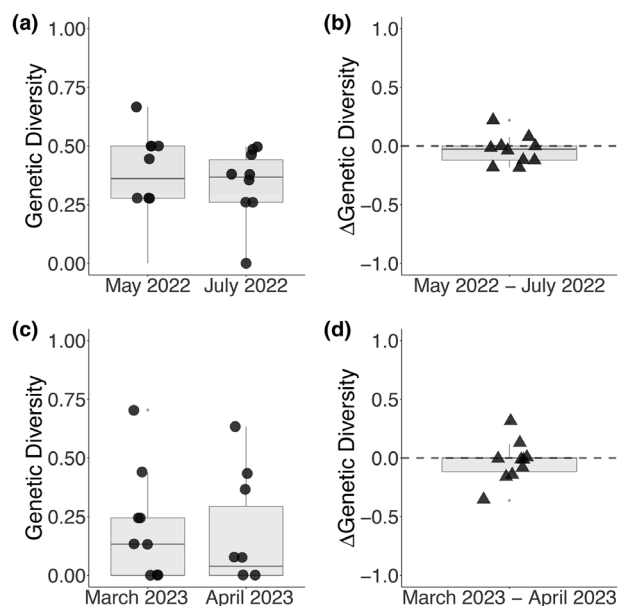 (a)
Genetic Diversity
1.00
0.75
0.50
0.25
0.00
May 2022 July 2022
(b)
ΔGenetic Diversity
1.0
0.5
0.0
−0.5
−1.0
May 2022 − July 2022
(c)
Genetic Diversity
1.00
0.75
0.50
0.25
0.00
March 2023 April 2023
(d)
ΔGenetic Diversity
1.0
0.5
0.0
−0.5
−1.0
March 2023 − April 2023